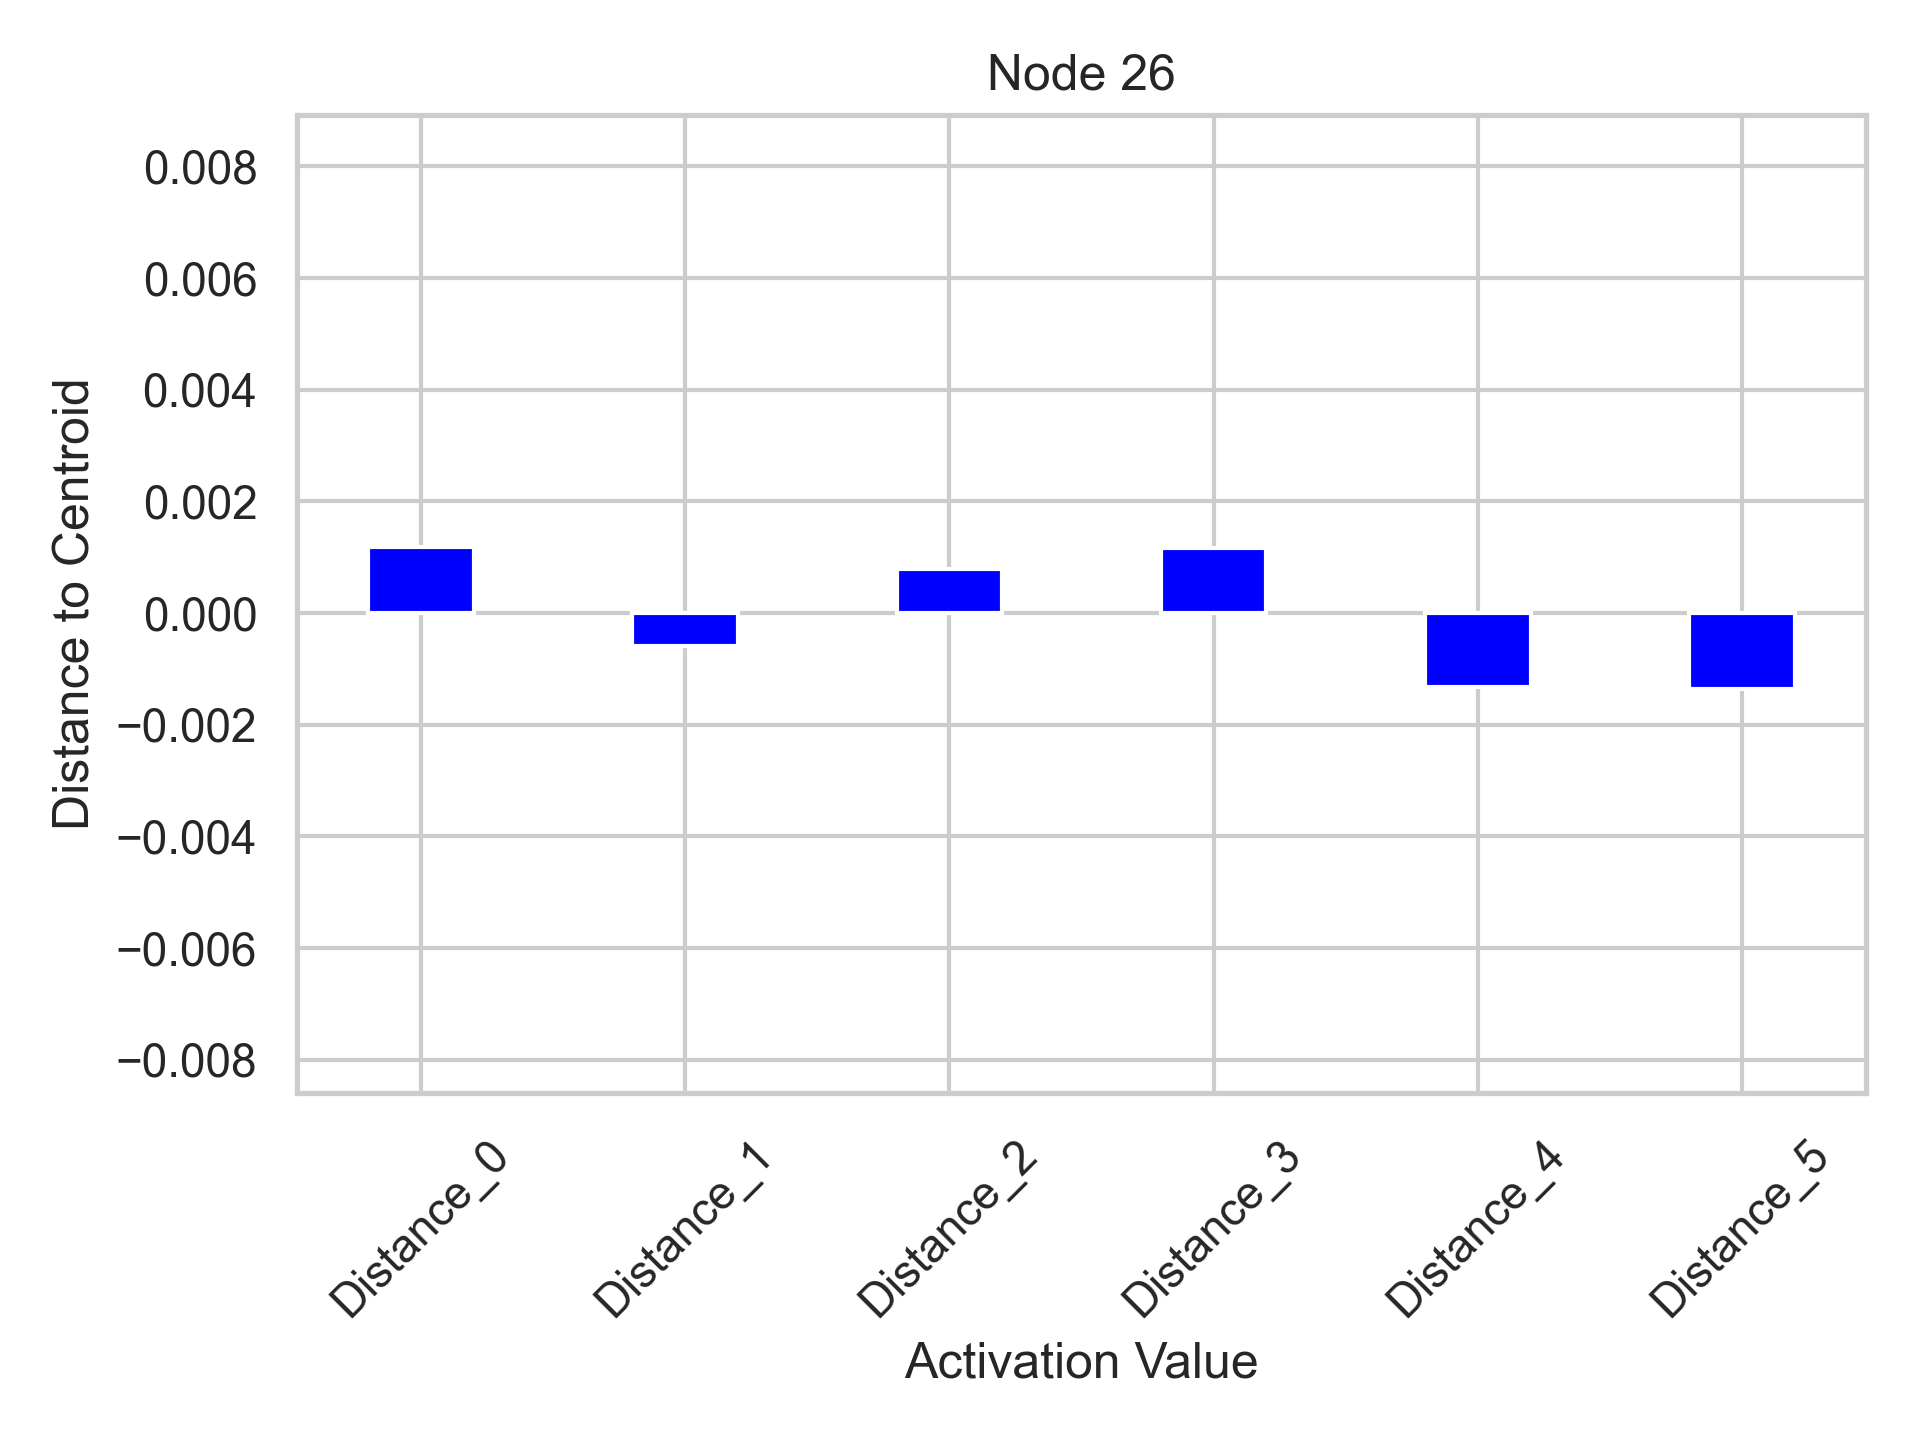 Node 26
0.008
0.006
0.004
0.002
0.000
−0.002
−0.004
−0.006
−0.008
Distance to Centroid
Distance_0
Distance_1
Distance_2
Distance_3
Distance_4
Distance_5
Activation Value